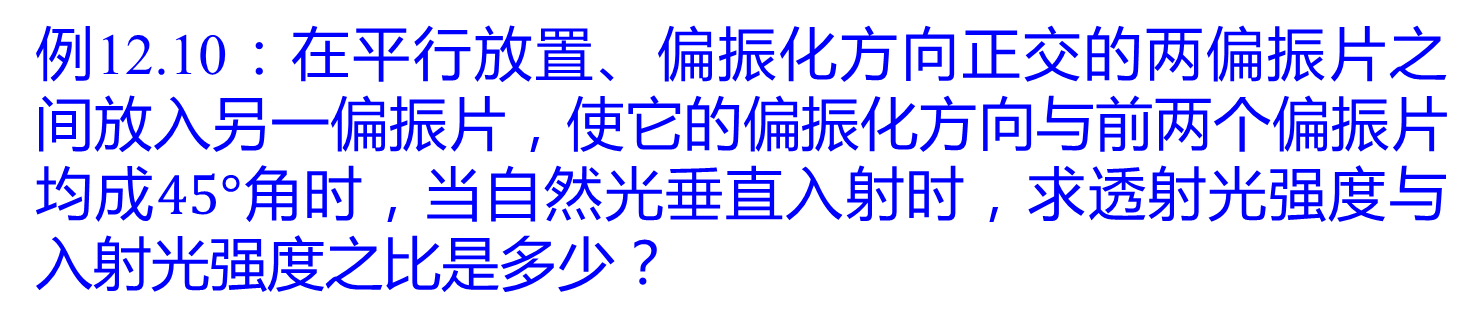 例12.10：在平行放置、偏振化方向正交的两偏振片之
间放入另一偏振片，使它的偏振化方向与前两个偏振片
均成45°角时，当自然光垂直入射时，求透射光强度与
入射光强度之比是多少？